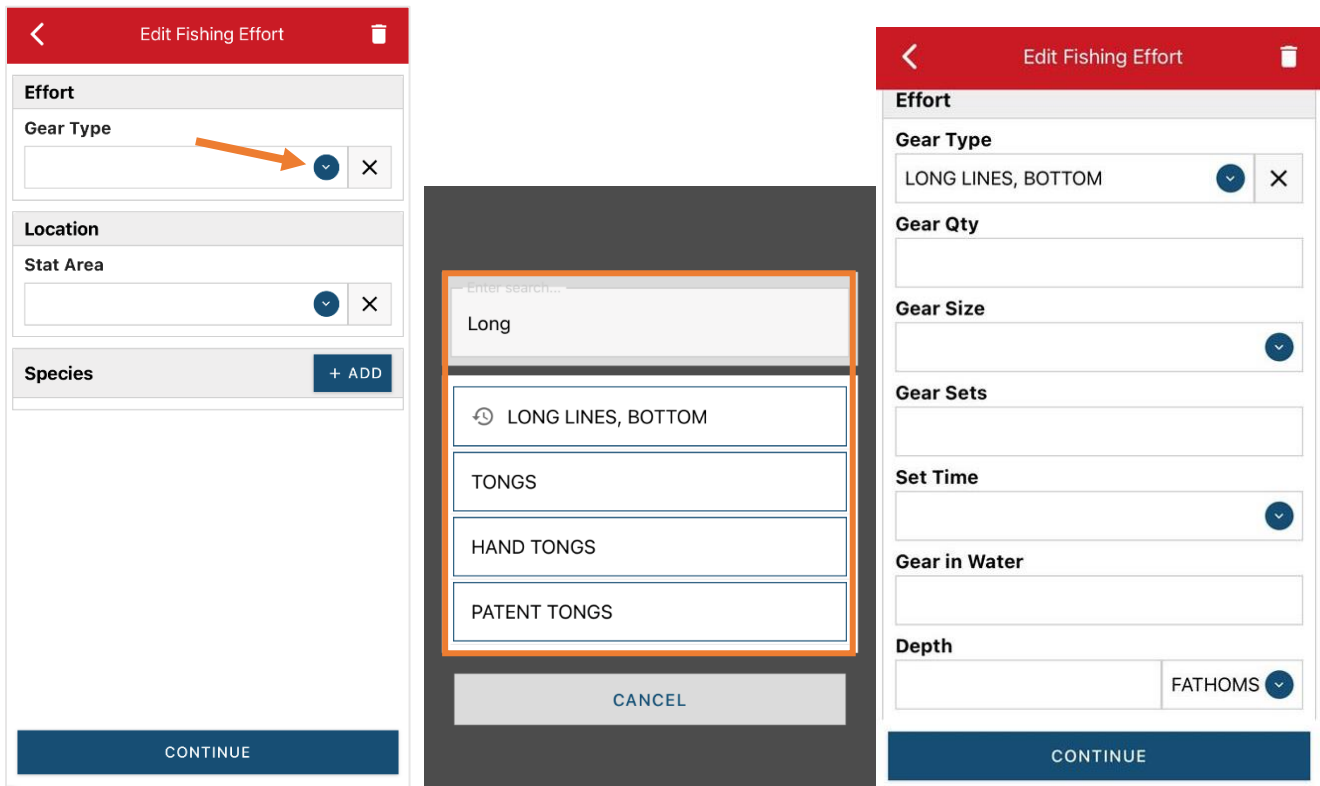 Edit Fishing Effort
Effort
Gear Type
Location
Stat Area
Species
+ ADD
CONTINUE
Enter search...
Long
LONG LINES, BOTTOM
TONGS
HAND TONGS
PATENT TONGS
CANCEL
Edit Fishing Effort
Effort
Gear Type
LONG LINES, BOTTOM
Gear Qty
Gear Size
Gear Sets
Set Time
Gear in Water
Depth
FATHOMS
CONTINUE